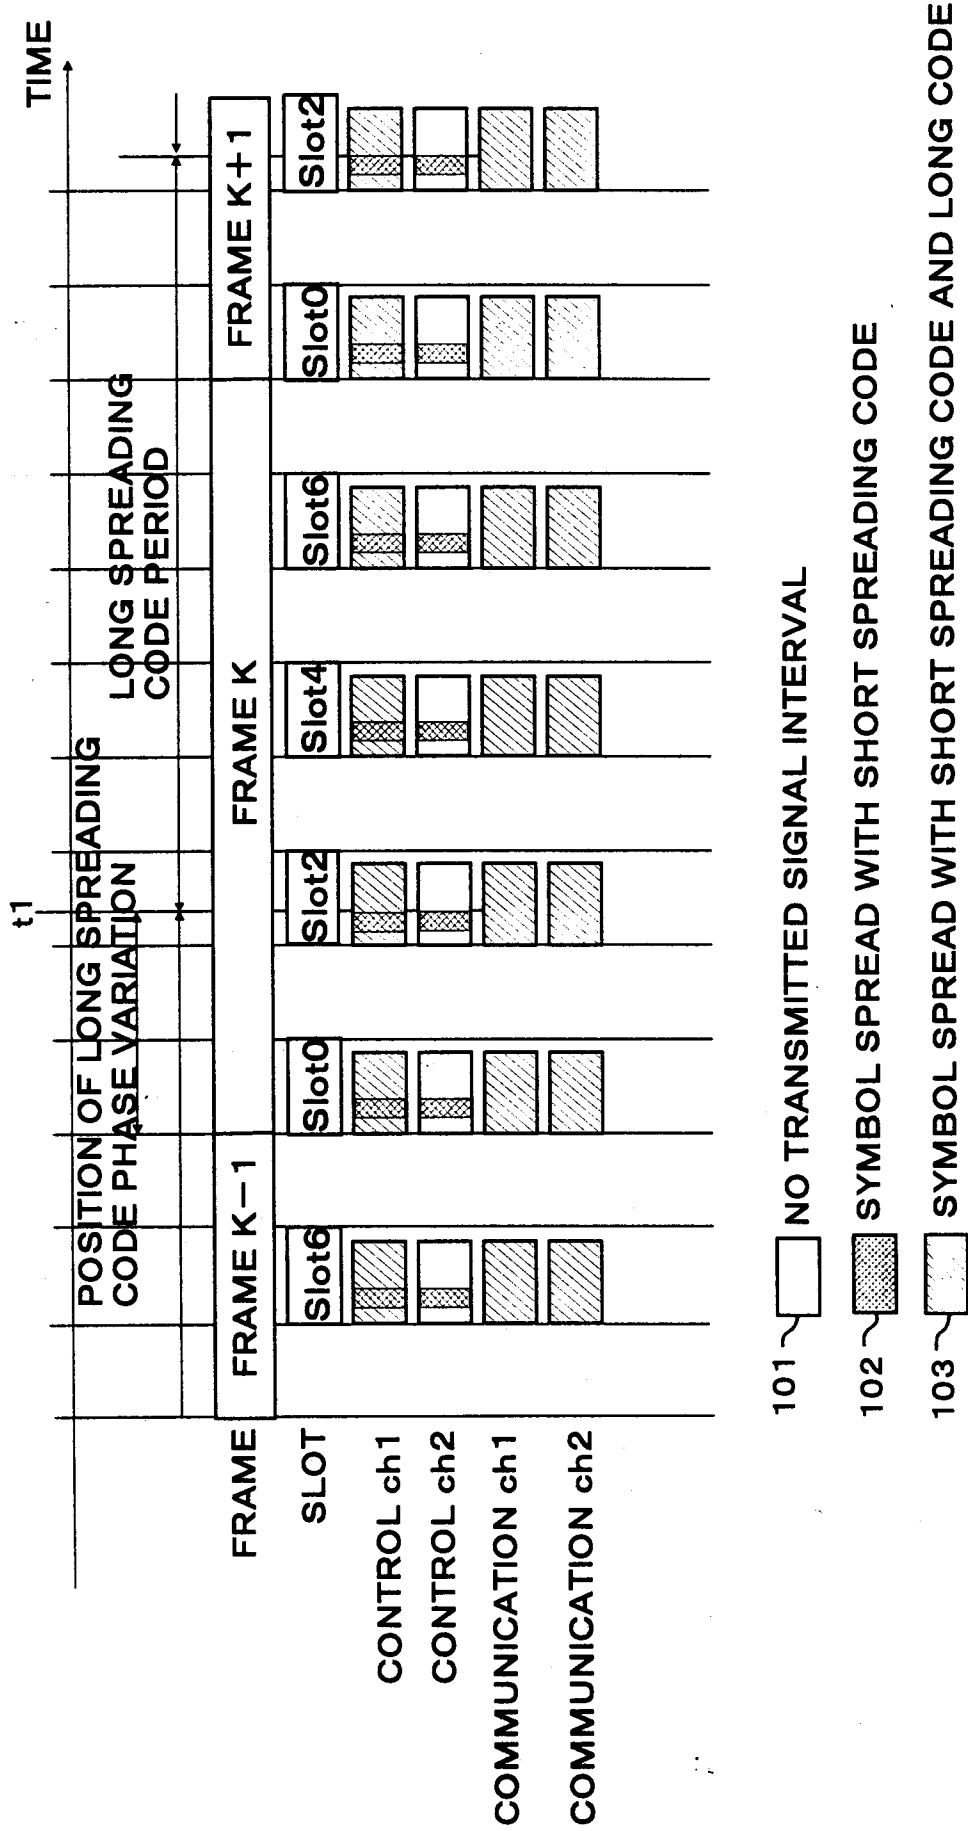 TIME
t1
POSITION OF LONG SPREADING
CODE PHASE VARIATION
LONG SPREADING
CODE PERIOD
FRAME
FRAME K−1
FRAME K
FRAME K+1
SLOT
Slot6
Slot0
Slot2
Slot4
Slot6
Slot0
Slot2
CONTROL ch1
CONTROL ch2
COMMUNICATION ch1
COMMUNICATION ch2
101 NO TRANSMITTED SIGNAL INTERVAL
102 SYMBOL SPREAD WITH SHORT SPREADING CODE
103 SYMBOL SPREAD WITH SHORT SPREADING CODE AND LONG CODE